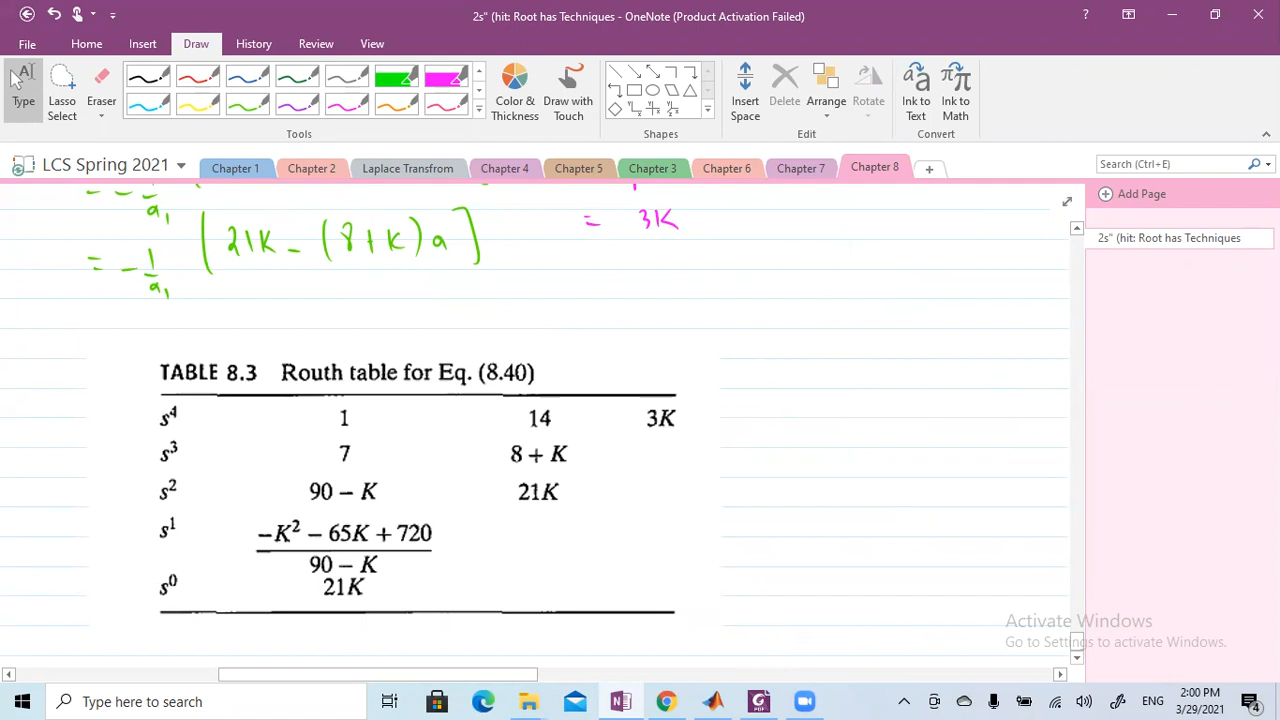 2s" (hit: Root has Techniques - OneNote (Product Activation Failed)
File Home Insert Draw History Review View
Type Lasso Select Eraser Color & Thickness Draw with Touch Insert Space Delete Arrange Rotate Ink to Text Ink to Math
Tools Shapes Edit Convert
LCS Spring 2021 Chapter 1 Chapter 2 Laplace Transfrom Chapter 4 Chapter 5 Chapter 3 Chapter 6 Chapter 7 Chapter 8 Search (Ctrl+E)
Add Page
2s" (hit: Root has Techniques
= 3K
= -1/a₁ (21K - (8+K)a]
TABLE 8.3 Routh table for Eq. (8.40)
s⁴ 1 14 3K
s³ 7 8 + K
s² 90 – K 21K
s¹ –K² – 65K + 720
90 – K
s⁰ 21K
Activate Windows
Go to Settings to activate Windows.
Type here to search
ENG 2:00 PM
3/29/2021 4